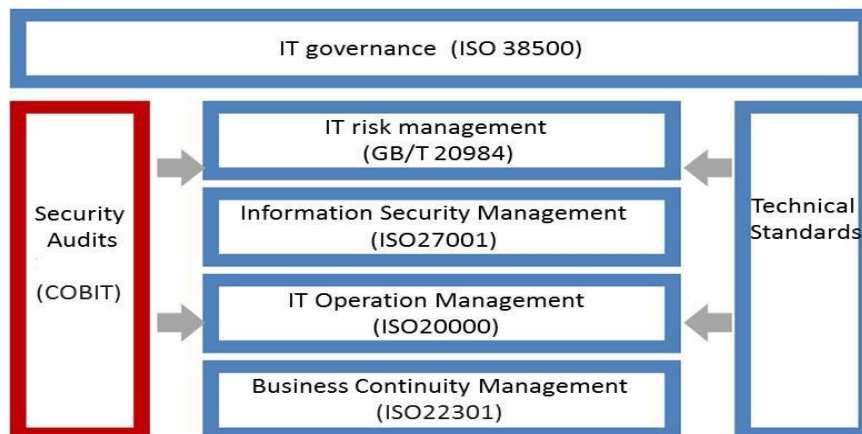 IT governance (ISO 38500)
Security
Audits
(COBIT)
IT risk management
(GB/T 20984)
Information Security Management
(ISO27001)
IT Operation Management
(ISO20000)
Business Continuity Management
(ISO22301)
Technical
Standards